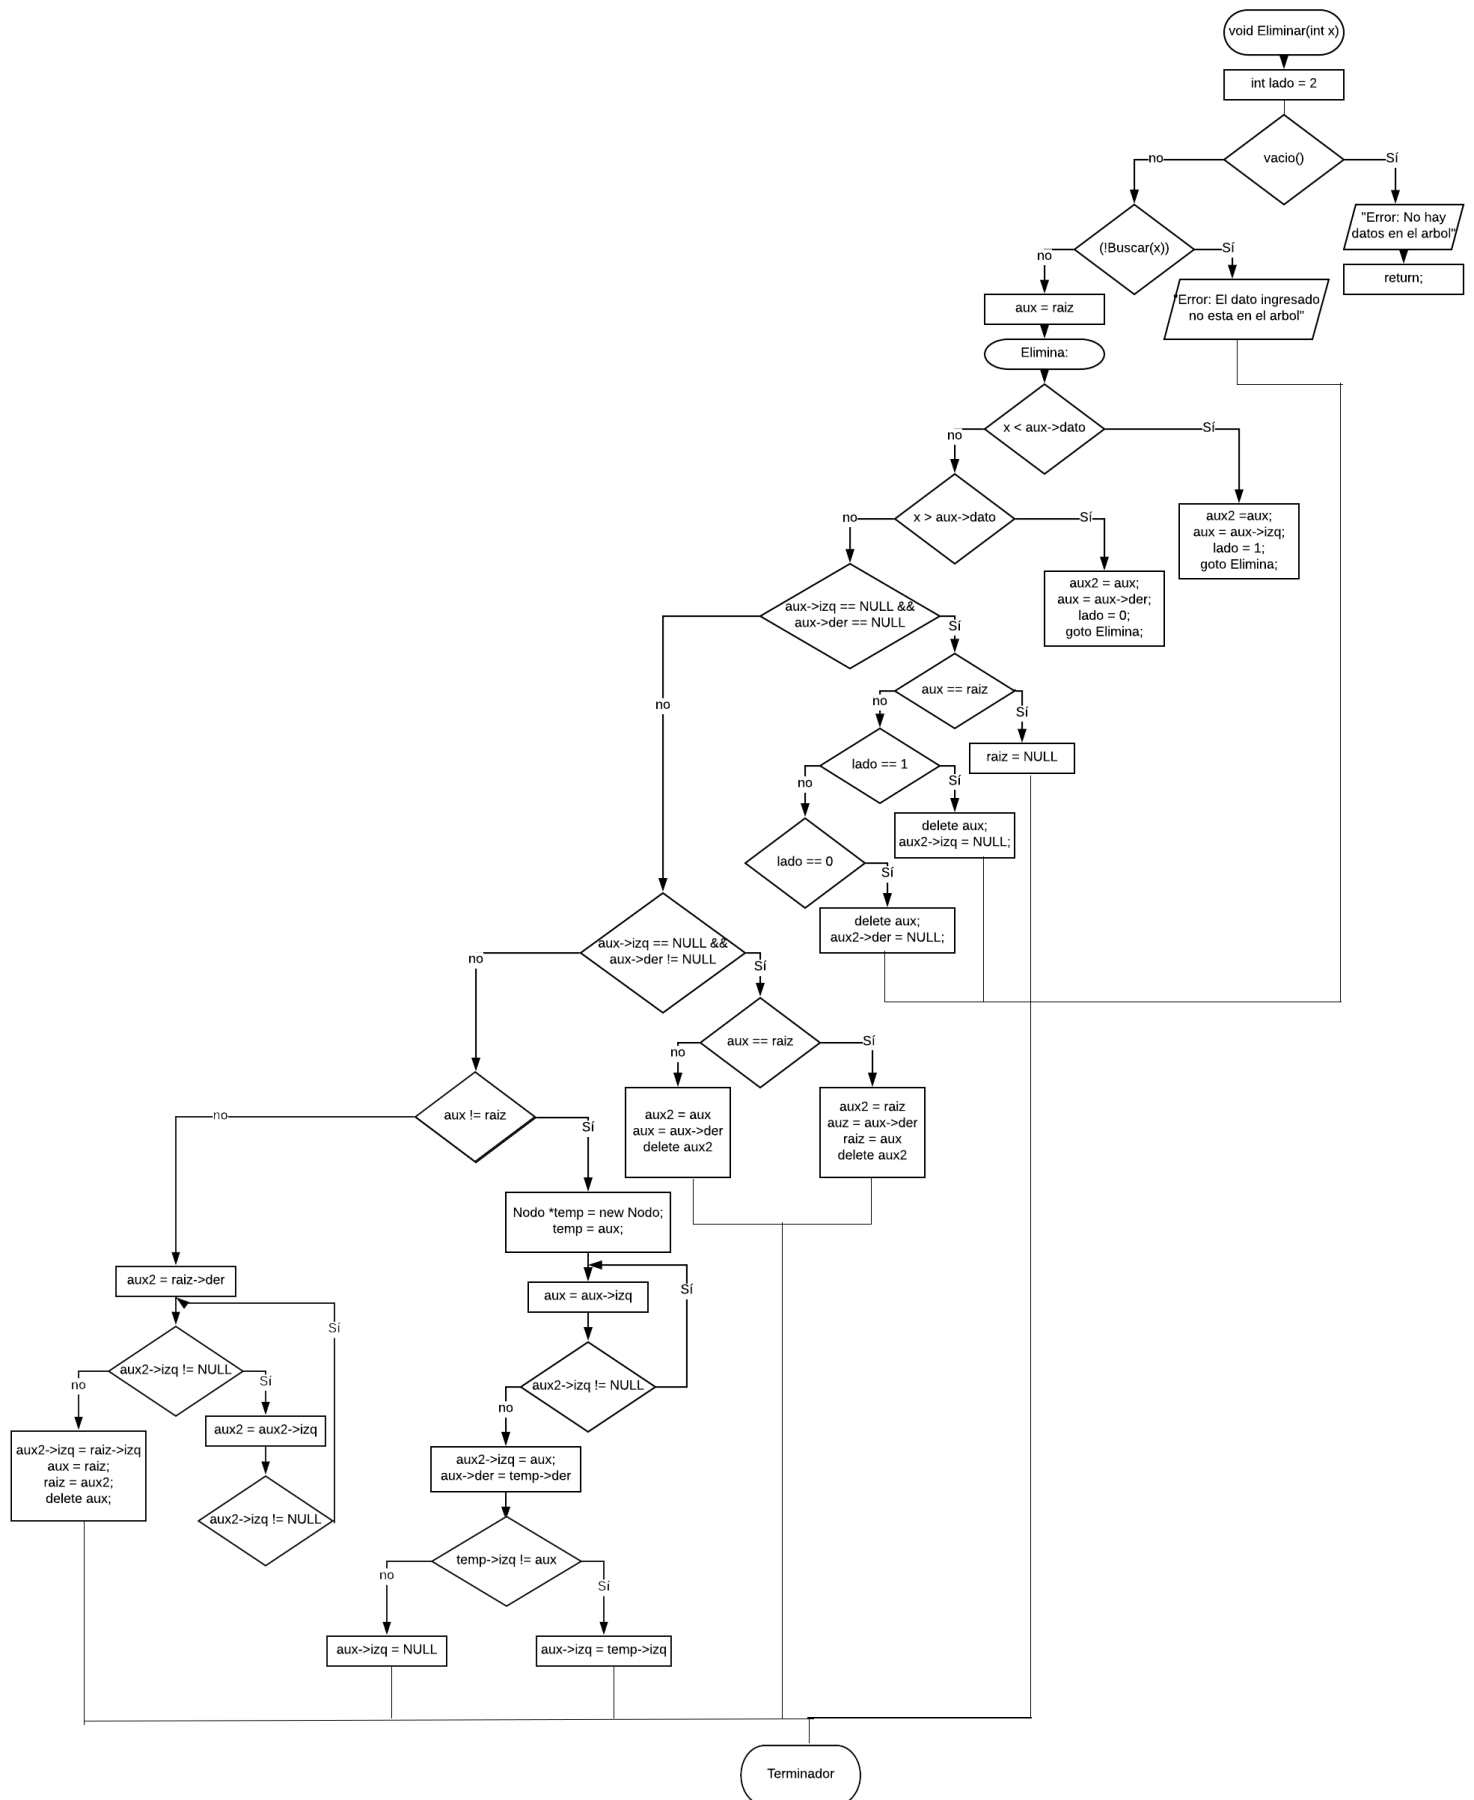 void Eliminar(int x)
int lado = 2
vacio()
no
Sí
"Error: No hay
datos en el arbol"
return;
(!Buscar(x))
no
Sí
"Error: El dato ingresado
no esta en el arbol"
aux = raiz
Elimina:
x < aux->dato
no
Sí
aux2 =aux;
aux = aux->izq;
lado = 1;
goto Elimina;
x > aux->dato
no
Sí
aux2 = aux;
aux = aux->der;
lado = 0;
goto Elimina;
aux->izq == NULL &&
aux->der == NULL
no
Sí
aux == raiz
no
Sí
raiz = NULL
lado == 1
no
Sí
delete aux;
aux2->izq = NULL;
lado == 0
Sí
delete aux;
aux2->der = NULL;
aux->izq == NULL &&
aux->der != NULL
no
Sí
aux == raiz
no
Sí
aux2 = aux
aux = aux->der
delete aux2
aux2 = raiz
auz = aux->der
raiz = aux
delete aux2
aux != raiz
no
Sí
Nodo *temp = new Nodo;
temp = aux;
aux = aux->izq
Sí
aux2->izq != NULL
no
aux2->izq = aux;
aux->der = temp->der
temp->izq != aux
no
Sí
aux->izq = NULL
aux->izq = temp->izq
aux2 = raiz->der
Sí
aux2->izq != NULL
no
Sí
aux2 = aux2->izq
aux2->izq = raiz->izq
aux = raiz;
raiz = aux2;
delete aux;
aux2->izq != NULL
Terminador